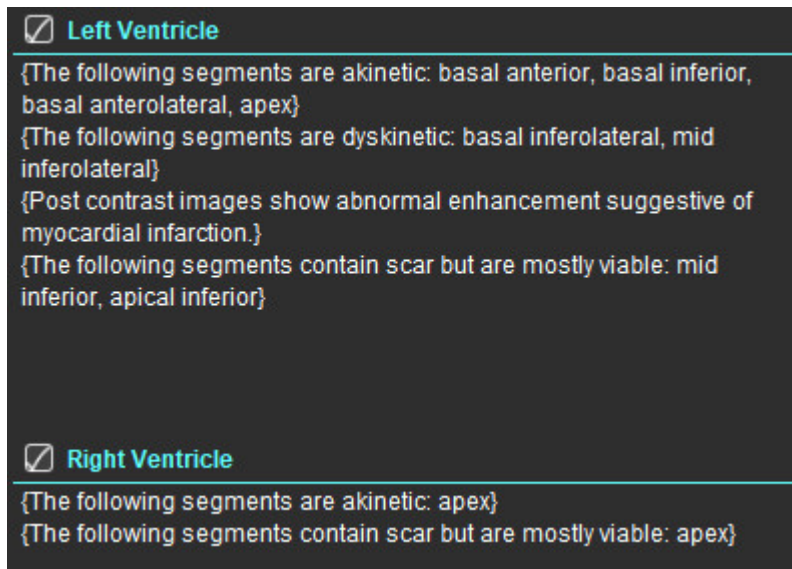 Left Ventricle
{The following segments are akinetic: basal anterior, basal inferior,
basal anterolateral, apex}
{The following segments are dyskinetic: basal inferolateral, mid
inferolateral}
{Post contrast images show abnormal enhancement suggestive of
myocardial infarction.}
{The following segments contain scar but are mostly viable: mid
inferior, apical inferior}
Right Ventricle
{The following segments are akinetic: apex}
{The following segments contain scar but are mostly viable: apex}